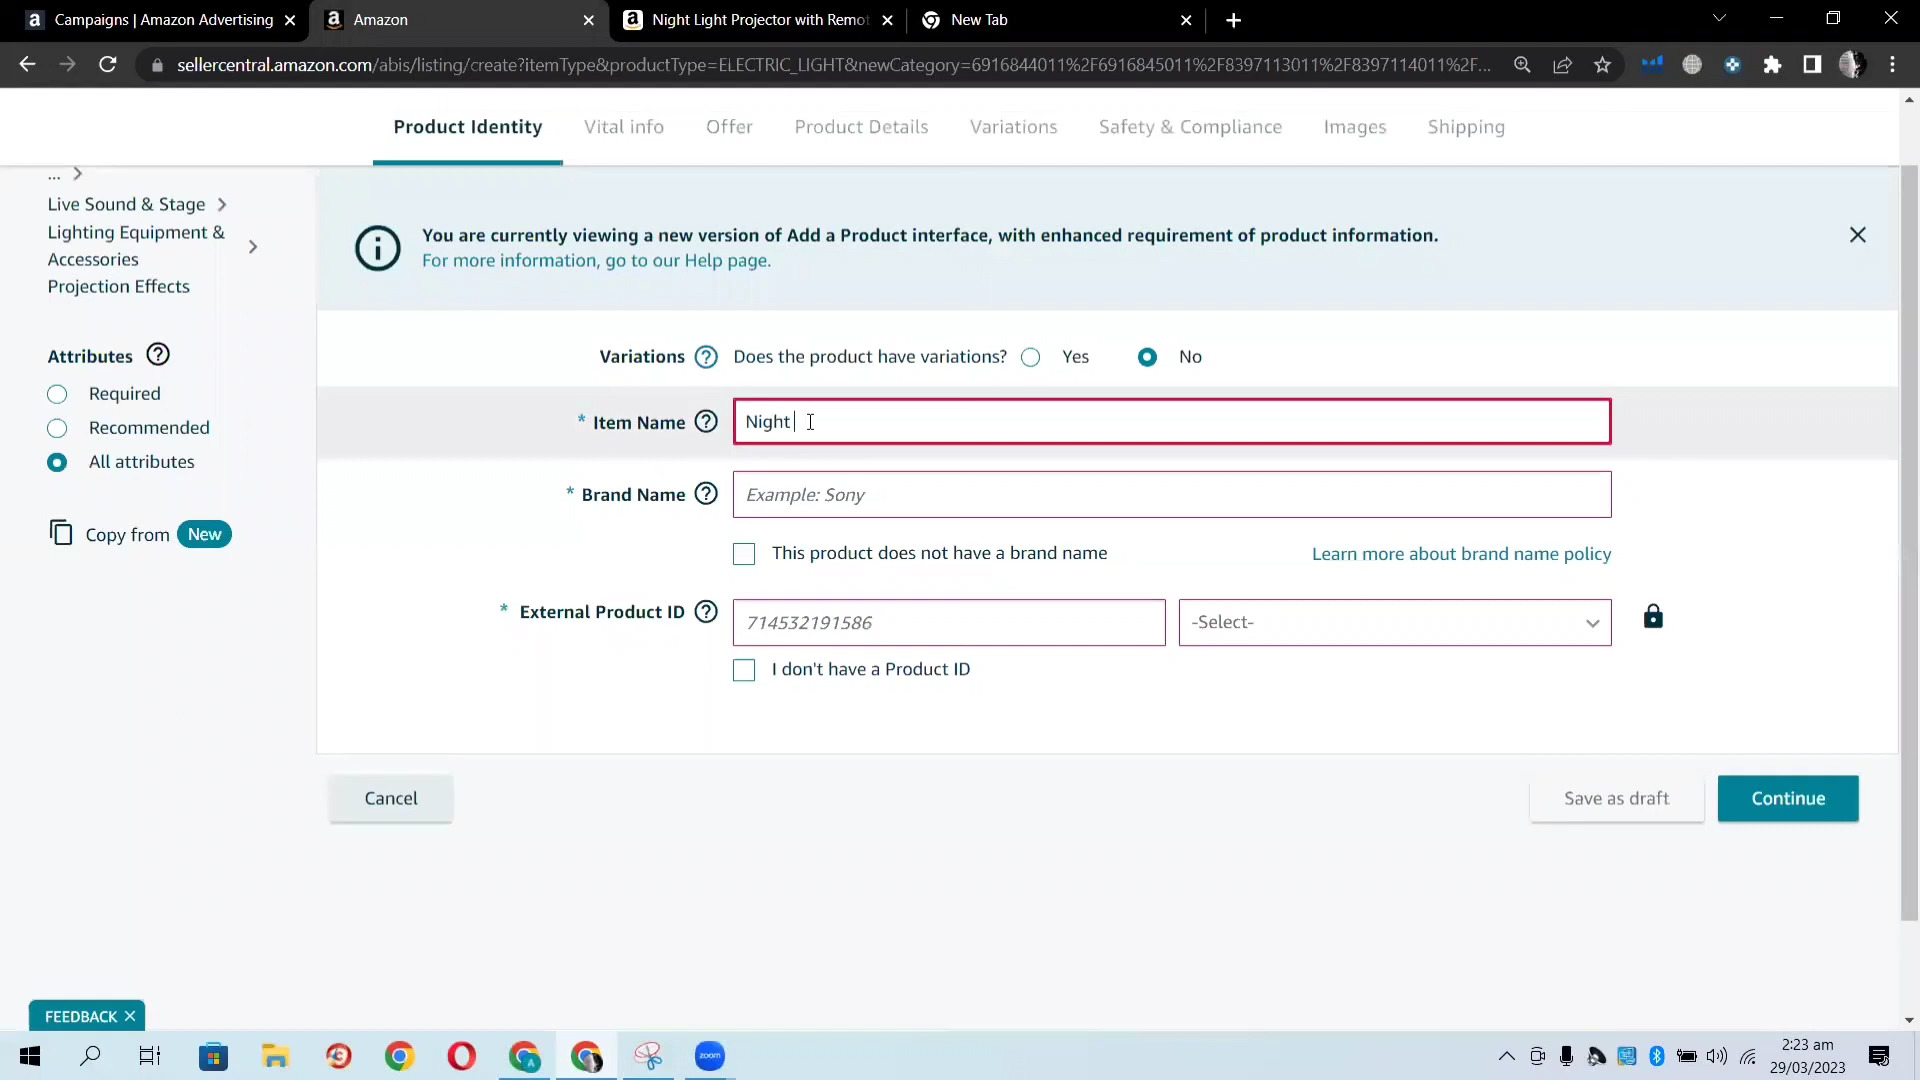 Campaigns | Amazon Advertising
Amazon
Night Light Projector with Remot
New Tab
sellercentral.amazon.com/abis/listing/create?itemType&productType=ELECTRIC_LIGHT&newCategory=6916844011%2F6916845011%2F8397113011%2F8397114011%2F...
Product Identity
Vital info
Offer
Product Details
Variations
Safety & Compliance
Images
Shipping
...
Live Sound & Stage
Lighting Equipment &
Accessories
Projection Effects
You are currently viewing a new version of Add a Product interface, with enhanced requirement of product information.
For more information, go to our Help page.
Attributes
Required
Recommended
All attributes
Copy from New
Variations Does the product have variations? Yes No
* Item Name Night
* Brand Name Example: Sony
This product does not have a brand name Learn more about brand name policy
* External Product ID 714532191586 -Select-
I don't have a Product ID
Cancel
Save as draft
Continue
FEEDBACK
zoom
2:23 am
29/03/2023